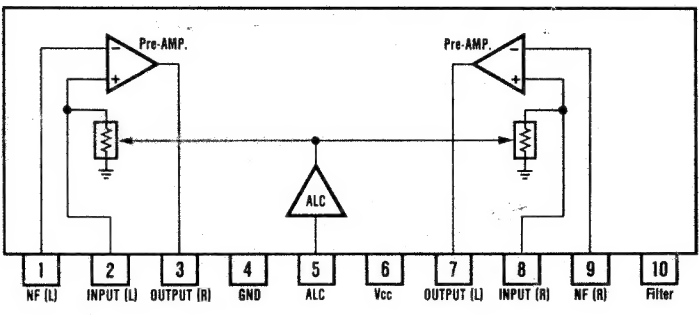 Pre-AMP. Pre-AMP.
− −
+ +
ALC
1 2 3 4 5 6 7 8 9 10
NF (L) INPUT (L) OUTPUT (R) GND ALC Vcc OUTPUT (L) INPUT (R) NF (R) Filter